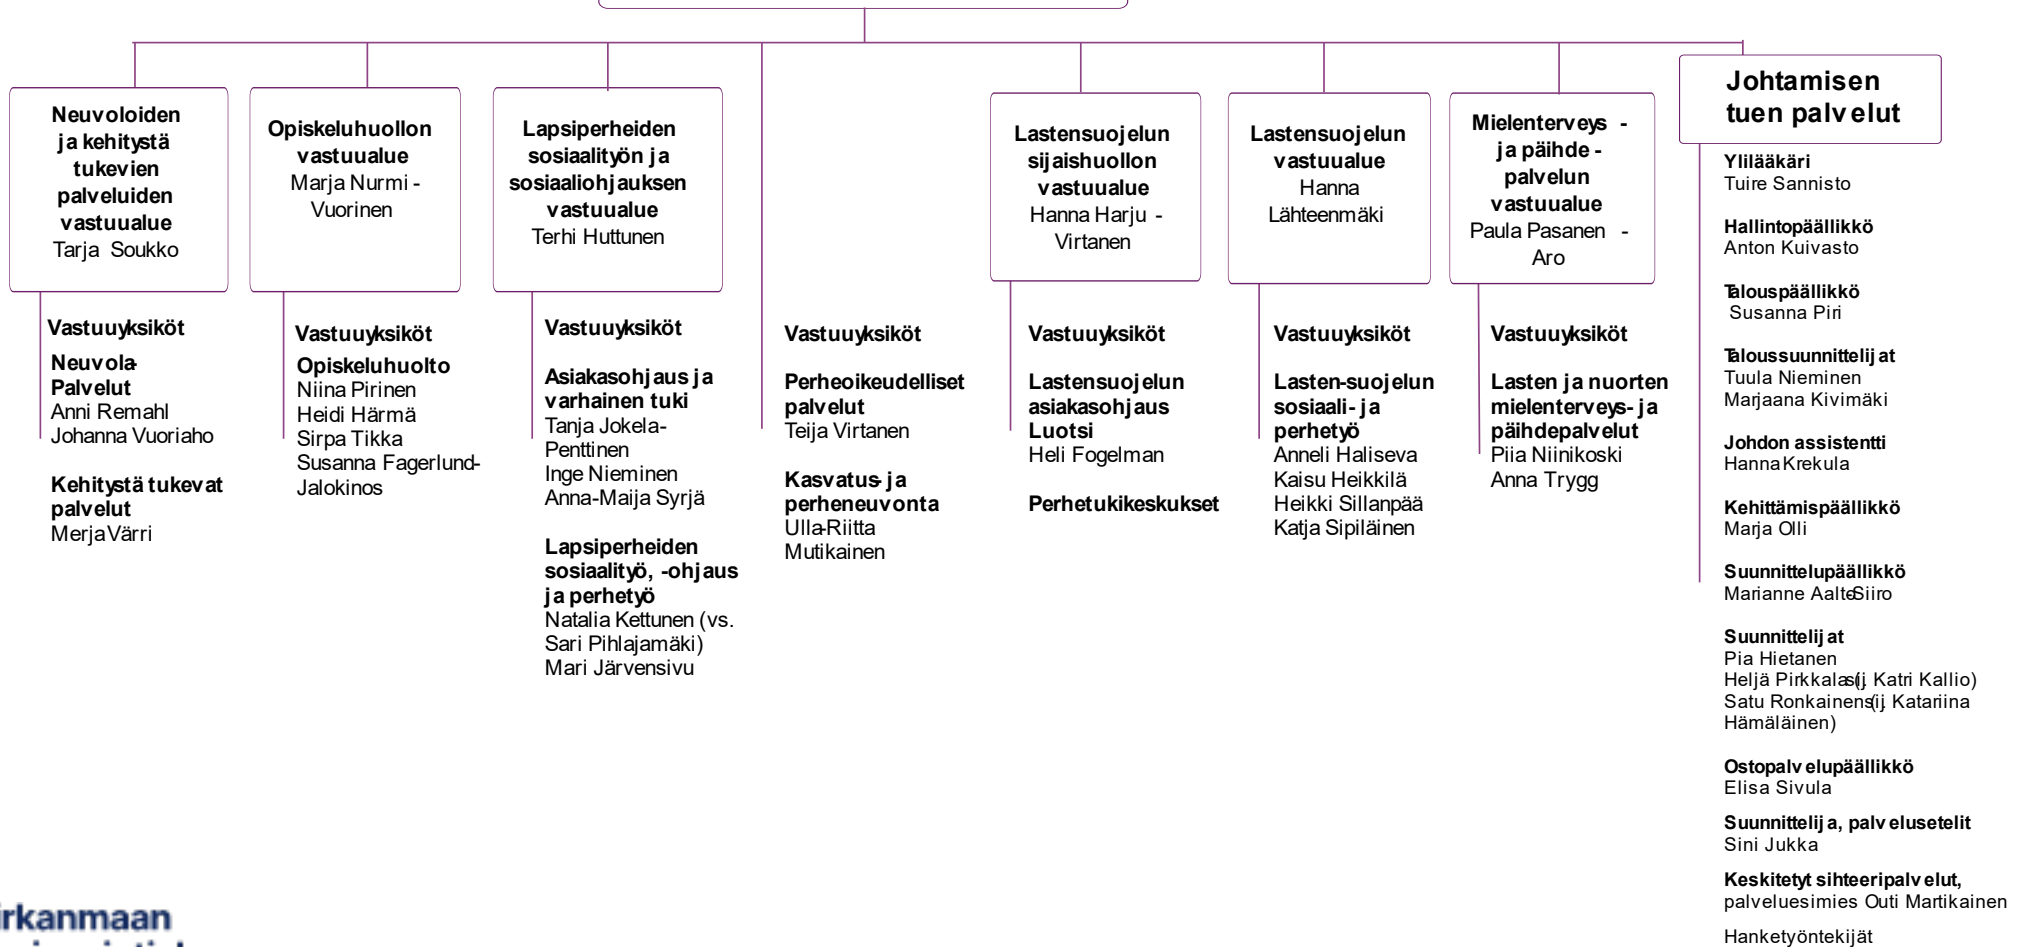 Neuvoloiden
ja kehitystä
tukevien
palveluiden
vastuualue
Tarja Soukko
Vastuuyksiköt
Neuvola-
Palvelut
Anni Remahl
Johanna Vuoriaho
Kehitystä tukevat
palvelut
Merja Värri
Opiskeluhuollon
vastuualue
Marja Nurmi -
Vuorinen
Vastuuyksiköt
Opiskeluhuolto
Niina Pirinen
Heidi Härmä
Sirpa Tikka
Susanna Fagerlund-
Jalokinos
Lapsiperheiden
sosiaalityön ja
sosiaaliohjauksen
vastuualue
Terhi Huttunen
Vastuuyksiköt
Asiakasohjaus ja
varhainen tuki
Tanja Jokela-
Penttinen
Inge Nieminen
Anna-Maija Syrjä
Lapsiperheiden
sosiaalityö, -ohjaus
ja perhetyö
Natalia Kettunen (vs.
Sari Pihlajamäki)
Mari Järvensivu
Vastuuyksiköt
Perheoikeudelliset
palvelut
Teija Virtanen
Kasvatus- ja
perheneuvonta
Ulla-Riitta
Mutikainen
Lastensuojelun
sijaishuollon
vastuualue
Hanna Harju -
Virtanen
Vastuuyksiköt
Lastensuojelun
asiakasohjaus
Luotsi
Heli Fogelman
Perhetukikeskukset
Lastensuojelun
vastuualue
Hanna
Lähteenmäki
Vastuuyksiköt
Lasten-suojelun
sosiaali- ja
perhetyö
Anneli Haliseva
Kaisu Heikkilä
Heikki Sillanpää
Katja Sipiläinen
Mielenterveys -
ja päihde -
palvelun
vastuualue
Paula Pasanen -
Aro
Vastuuyksiköt
Lasten ja nuorten
mielenterveys- ja
päihdepalvelut
Piia Niinikoski
Anna Trygg
Johtamisen
tuen palvelut
Ylilääkäri
Tuire Sannisto
Hallintopäällikkö
Anton Kuivasto
Talouspäällikkö
Susanna Piri
Taloussuunnittelijat
Tuula Nieminen
Marjaana Kivimäki
Johdon assistentti
Hanna Krekula
Kehittämispäällikkö
Marja Olli
Suunnittelupäällikkö
Marianne Aalto-Siiro
Suunnittelijat
Pia Hietanen
Heljä Pirkkala (sij. Katri Kallio)
Satu Ronkainen (sij. Katariina
Hämäläinen)
Ostopalvelupäällikkö
Elisa Sivula
Suunnittelija, palvelusetelit
Sini Jukka
Keskitetyt sihteeripalvelut,
palveluesimies Outi Martikainen
Hanketyöntekijät
irkanmaan